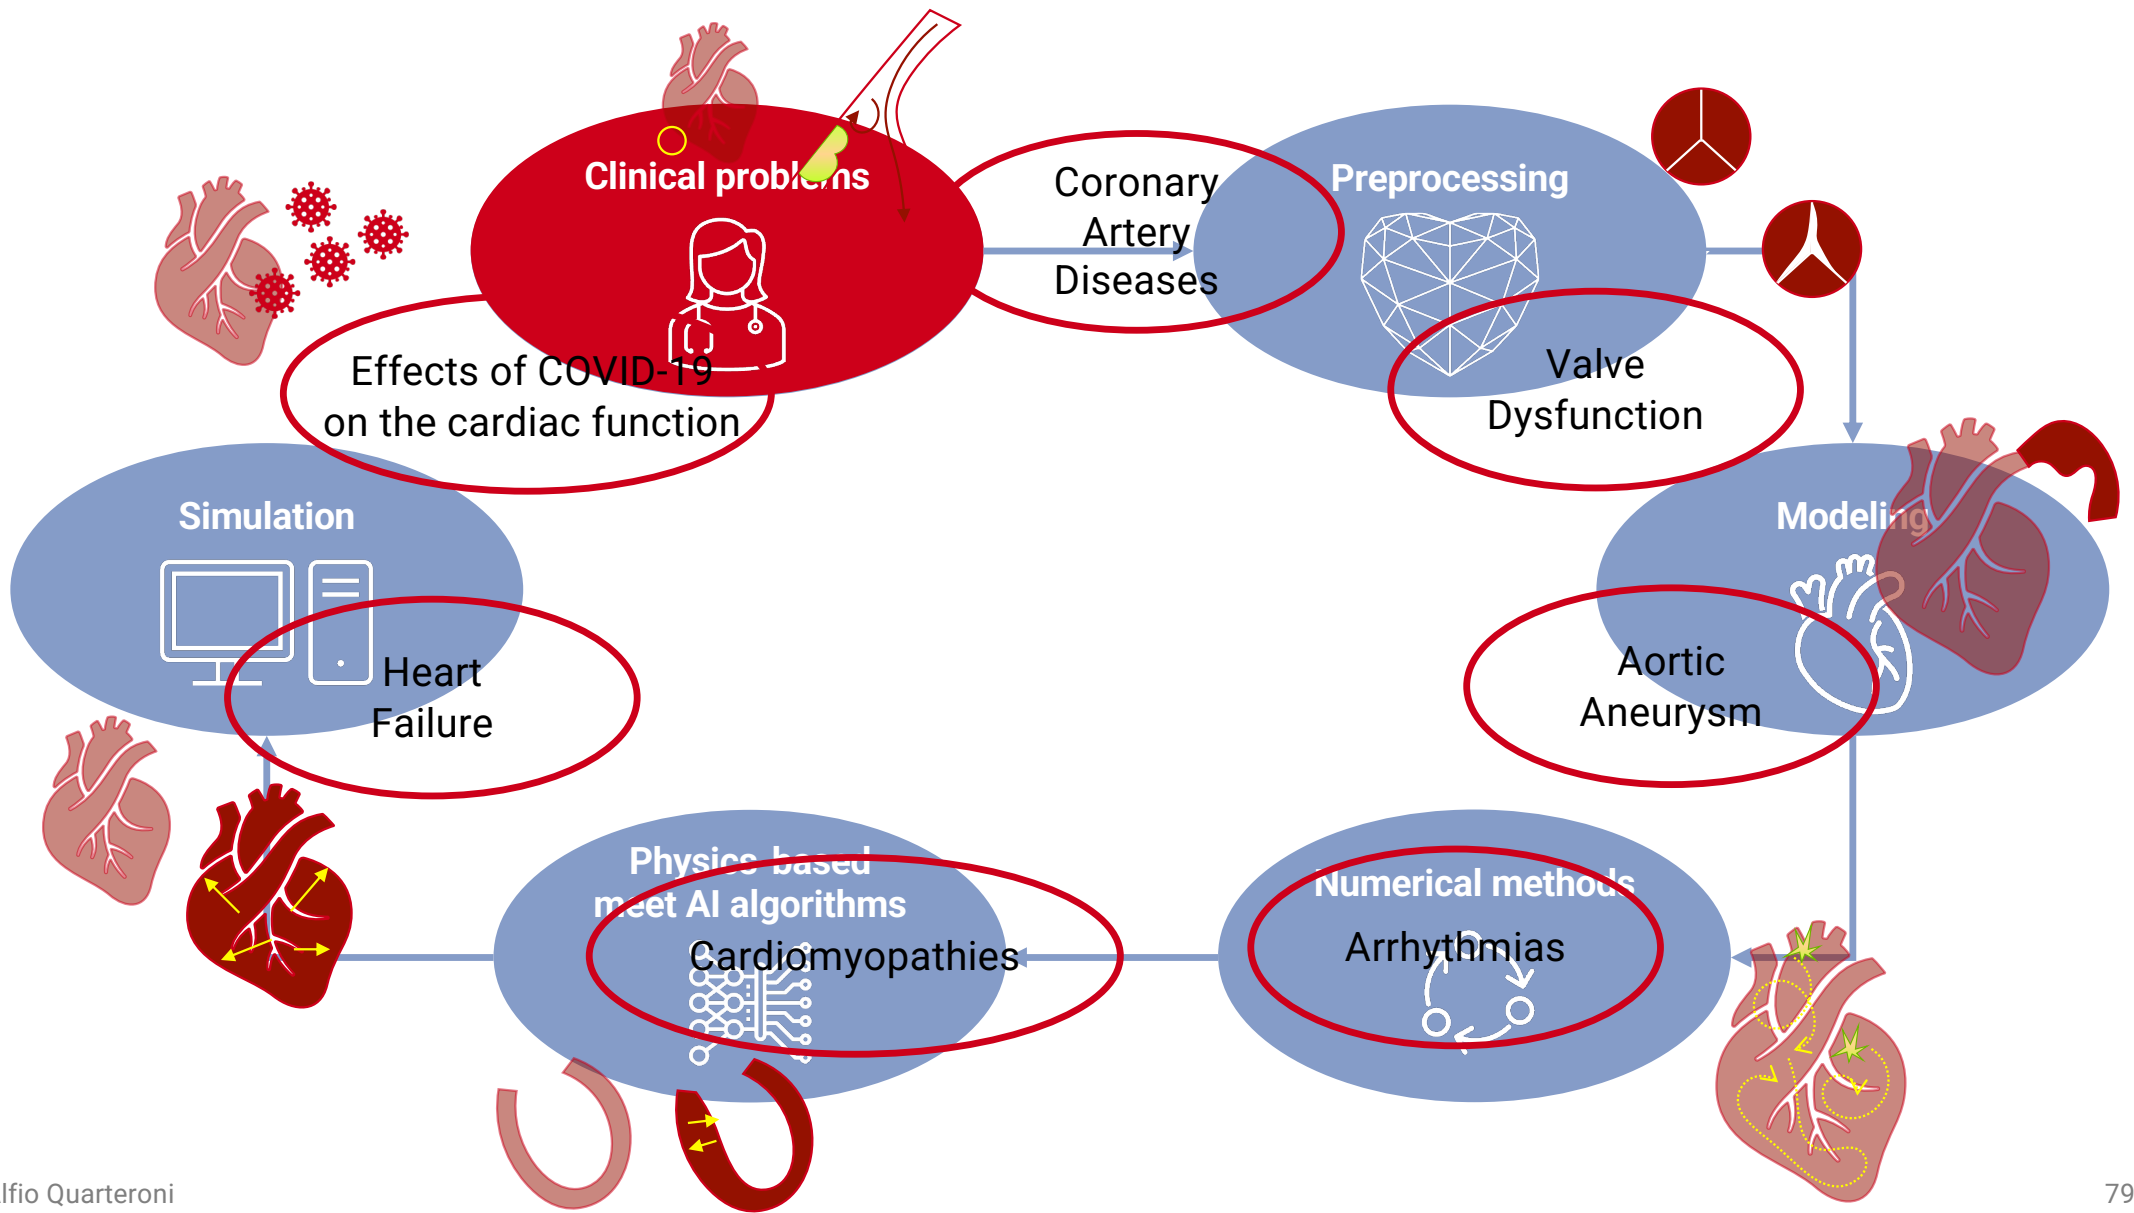 Clinical problems
Coronary
Artery
Diseases
Preprocessing
Valve
Dysfunction
Effects of COVID-19
on the cardiac function
Simulation
Modeling
Heart
Failure
Aortic
Aneurysm
Physics-based
meet AI algorithms
Cardiomyopathies
Numerical methods
Arrhythmias
lfio Quarteroni
79